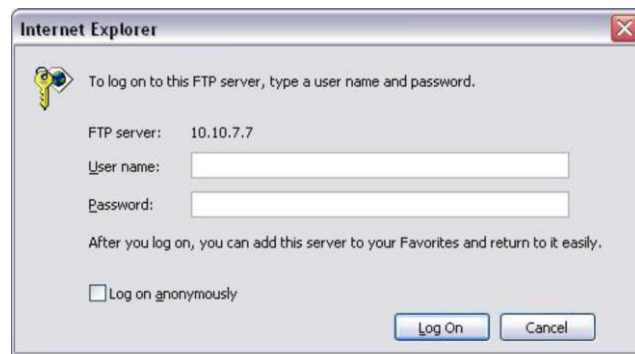 Internet Explorer
To log on to this FTP server, type a user name and password.
FTP server: 10.10.7.7
User name:
Password:
After you log on, you can add this server to your Favorites and return to it easily.
Log on anonymously
Log On Cancel